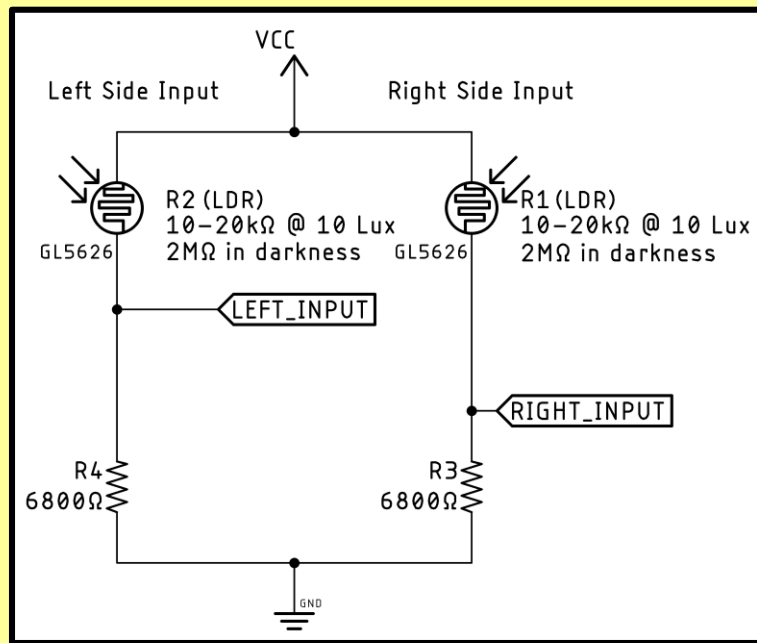 VCC
Left Side Input
Right Side Input
R2 (LDR)
10-20kΩ @ 10 Lux
2MΩ in darkness
GL5626
R1 (LDR)
10-20kΩ @ 10 Lux
2MΩ in darkness
GL5626
LEFT_INPUT
RIGHT_INPUT
R4
6800Ω
R3
6800Ω
GND